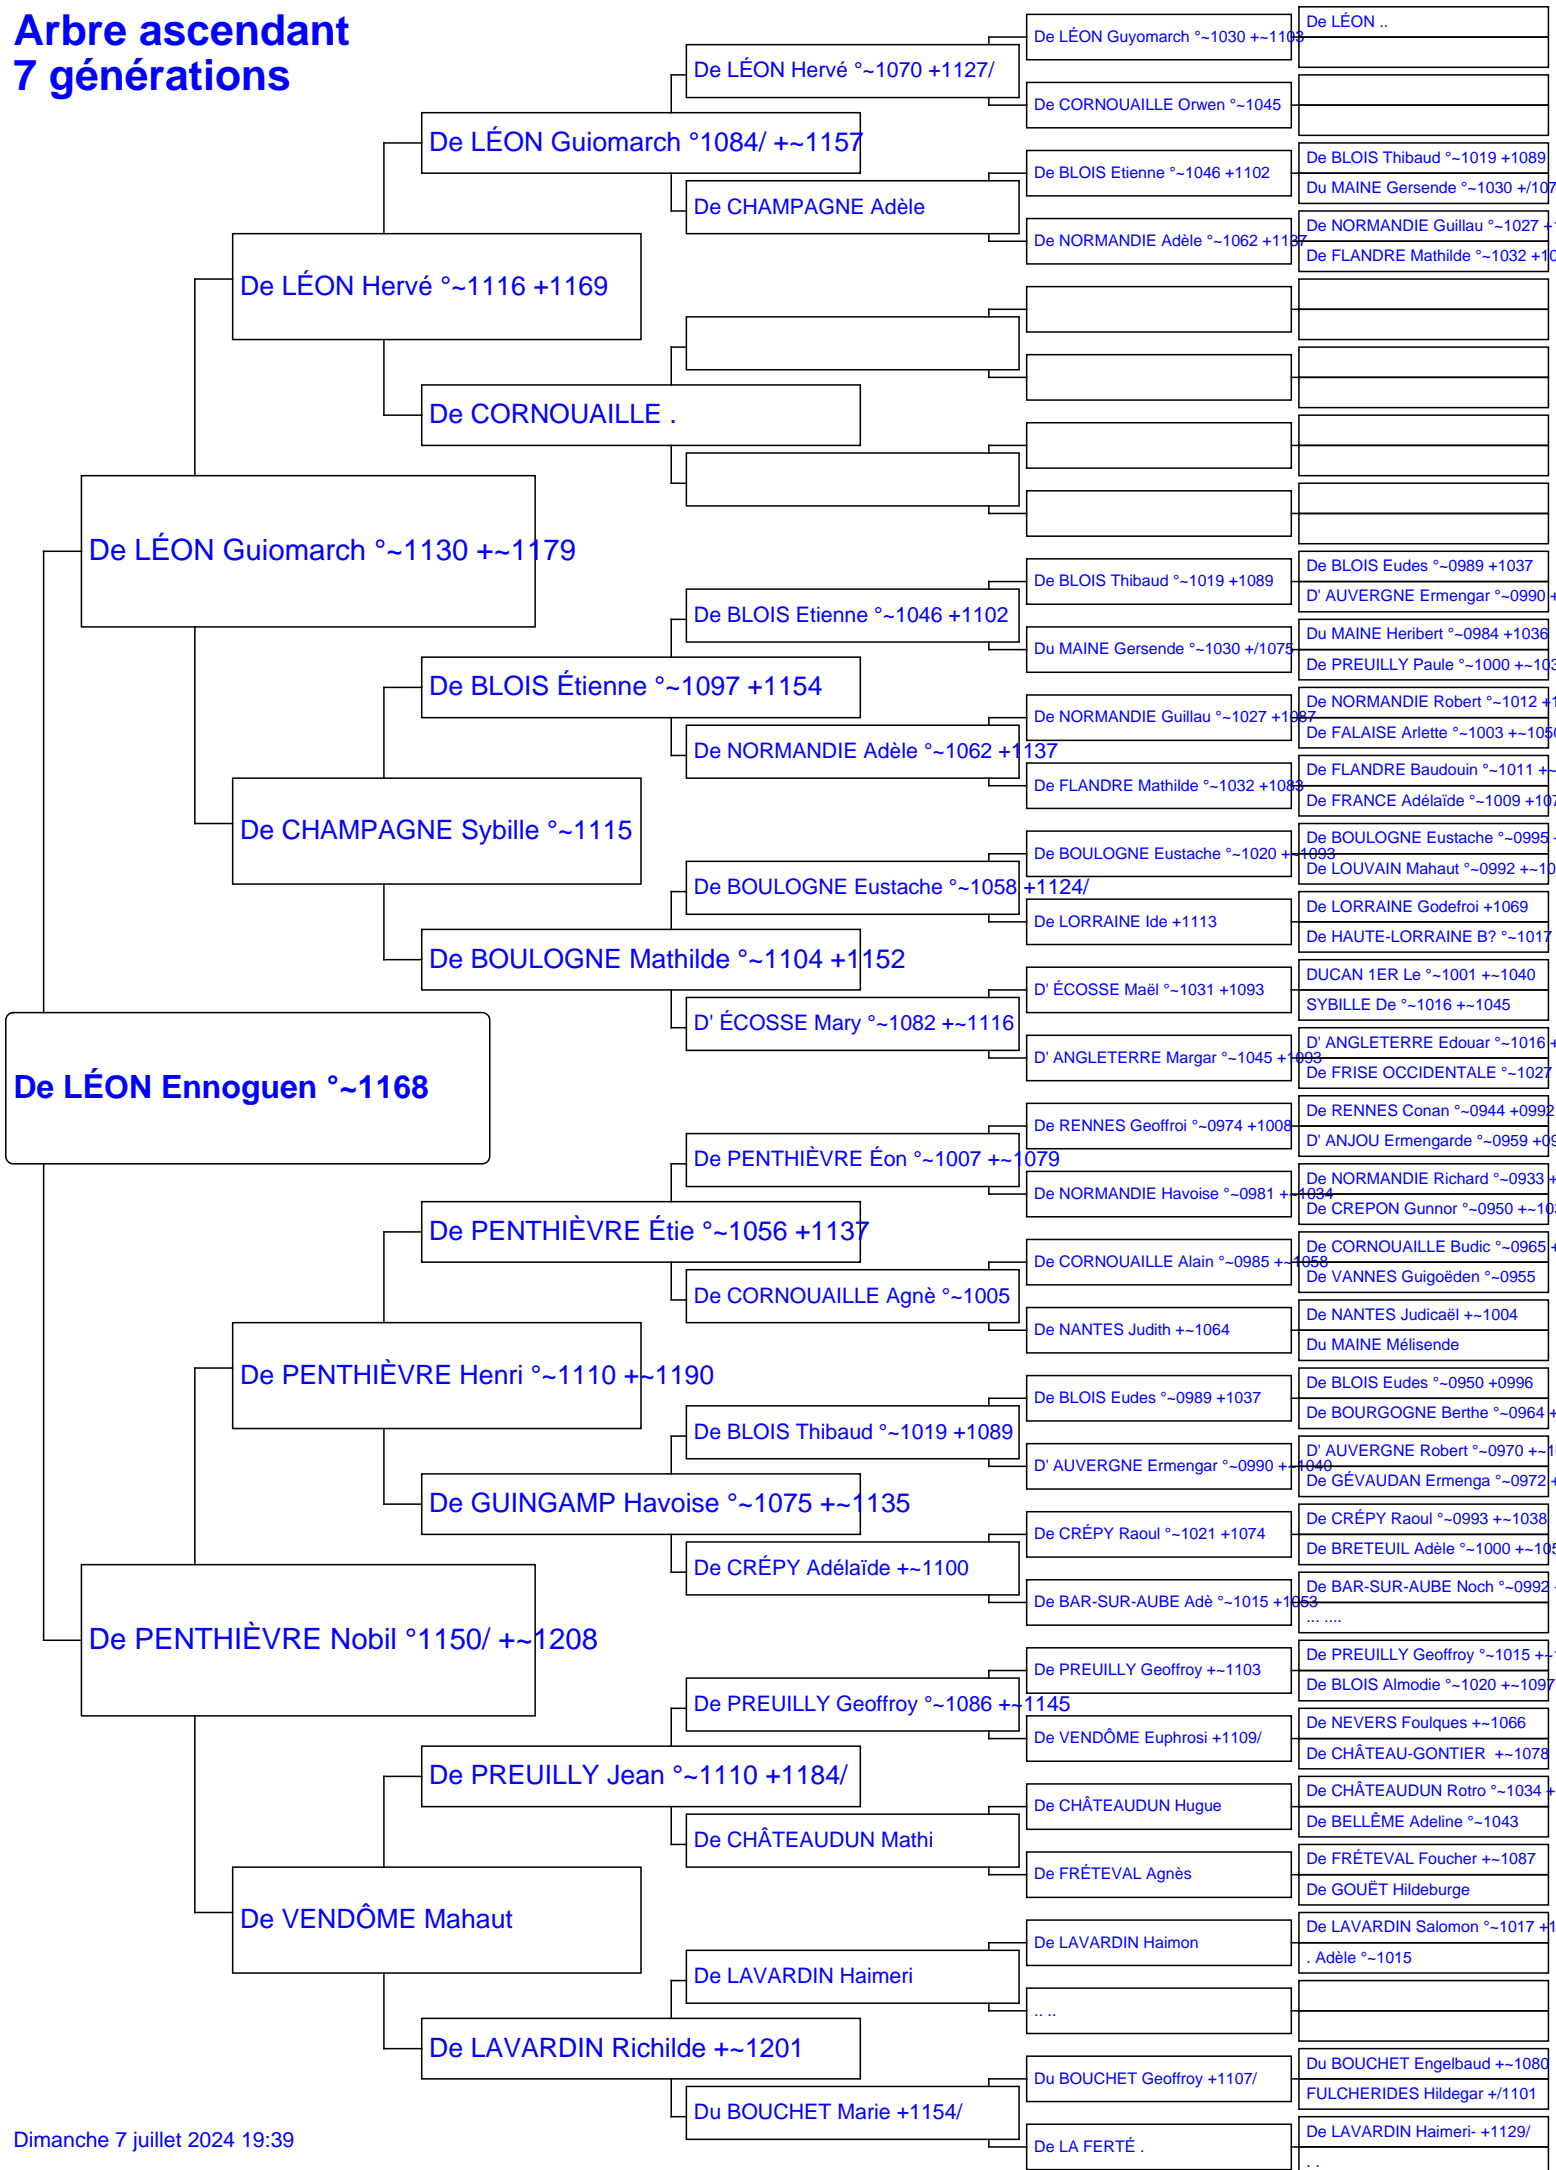 Arbre ascendant
7 générations
De LÉON Ennoguen °~1168
De LÉON Guiomarch °~1130 +~1179
De PENTHIÈVRE Nobil °1150/ +~1208
De LÉON Hervé °~1116 +1169
De CHAMPAGNE Sybille °~1115
De PENTHIÈVRE Henri °~1110 +~1190
De VENDÔME Mahaut
De LÉON Guiomarch °1084/ +~1157
De CORNOUAILLE .
De BLOIS Étienne °~1097 +1154
De BOULOGNE Mathilde °~1104 +1152
De PENTHIÈVRE Étie °~1056 +1137
De GUINGAMP Havoise °~1075 +~1135
De PREUILLY Jean °~1110 +1184/
De LAVARDIN Richilde +~1201
De LÉON Hervé °~1070 +1127/
De CHAMPAGNE Adèle
De BLOIS Etienne °~1046 +1102
De NORMANDIE Adèle °~1062 +1137
De BOULOGNE Eustache °~1058 +1124/
D' ÉCOSSE Mary °~1082 +~1116
De PENTHIÈVRE Éon °~1007 +~1079
De CORNOUAILLE Agnè °~1005
De BLOIS Thibaud °~1019 +1089
De CRÉPY Adélaïde +~1100
De PREUILLY Geoffroy °~1086 +~1145
De CHÂTEAUDUN Mathi
De LAVARDIN Haimeri
Du BOUCHET Marie +1154/
De LÉON Guyomarch °~1030 +~1103
De CORNOUAILLE Orwen °~1045
De BLOIS Etienne °~1046 +1102
De NORMANDIE Adèle °~1062 +1137
De BLOIS Thibaud °~1019 +1089
Du MAINE Gersende °~1030 +/1075
De NORMANDIE Guillau °~1027 +1087
De FLANDRE Mathilde °~1032 +1083
De BOULOGNE Eustache °~1020 +~1093
De LORRAINE Ide +1113
D' ÉCOSSE Maël °~1031 +1093
D' ANGLETERRE Margar °~1045 +1093
De RENNES Geoffroi °~0974 +1008
De NORMANDIE Havoise °~0981 +~1034
De CORNOUAILLE Alain °~0985 +~1058
De NANTES Judith +~1064
De BLOIS Eudes °~0989 +1037
D' AUVERGNE Ermengar °~0990 +~1040
De CRÉPY Raoul °~1021 +1074
De BAR-SUR-AUBE Adè °~1015 +1053
De PREUILLY Geoffroy +~1103
De VENDÔME Euphrosi +1109/
De CHÂTEAUDUN Hugue
De FRÉTEVAL Agnès
De LAVARDIN Haimon
.. ..
Du BOUCHET Geoffroy +1107/
De LA FERTÉ .
De LÉON ..
De BLOIS Thibaud °~1019 +1089
Du MAINE Gersende °~1030 +/107
De NORMANDIE Guillau °~1027 +1
De FLANDRE Mathilde °~1032 +10
De BLOIS Eudes °~0989 +1037
D' AUVERGNE Ermengar °~0990 +
Du MAINE Heribert °~0984 +1036
De PREUILLY Paule °~1000 +~103
De NORMANDIE Robert °~1012 +1
De FALAISE Arlette °~1003 +~1050
De FLANDRE Baudouin °~1011 +~
De FRANCE Adélaïde °~1009 +107
De BOULOGNE Eustache °~0995 +
De LOUVAIN Mahaut °~0992 +~10
De LORRAINE Godefroi +1069
De HAUTE-LORRAINE B? °~1017
DUCAN 1ER Le °~1001 +~1040
SYBILLE De °~1016 +~1045
D' ANGLETERRE Edouar °~1016 +
De FRISE OCCIDENTALE °~1027
De RENNES Conan °~0944 +0992
D' ANJOU Ermengarde °~0959 +09
De NORMANDIE Richard °~0933 +
De CREPON Gunnor °~0950 +~103
De CORNOUAILLE Budic °~0965 +
De VANNES Guigoëden °~0955
De NANTES Judicaël +~1004
Du MAINE Mélisende
De BLOIS Eudes °~0950 +0996
De BOURGOGNE Berthe °~0964 +
D' AUVERGNE Robert °~0970 +~1
De GÉVAUDAN Ermenga °~0972 +
De CRÉPY Raoul °~0993 +~1038
De BRETEUIL Adèle °~1000 +~105
De BAR-SUR-AUBE Noch °~0992 +
... ....
De PREUILLY Geoffroy °~1015 +~1
De BLOIS Almodie °~1020 +~1097
De NEVERS Foulques +~1066
De CHÂTEAU-GONTIER +~1078
De CHÂTEAUDUN Rotro °~1034 +
De BELLÊME Adeline °~1043
De FRÉTEVAL Foucher +~1087
De GOUËT Hildeburge
De LAVARDIN Salomon °~1017 +1
. Adèle °~1015
Du BOUCHET Engelbaud +~1080
FULCHERIDES Hildegar +/1101
De LAVARDIN Haimeri- +1129/
. .
Dimanche 7 juillet 2024 19:39